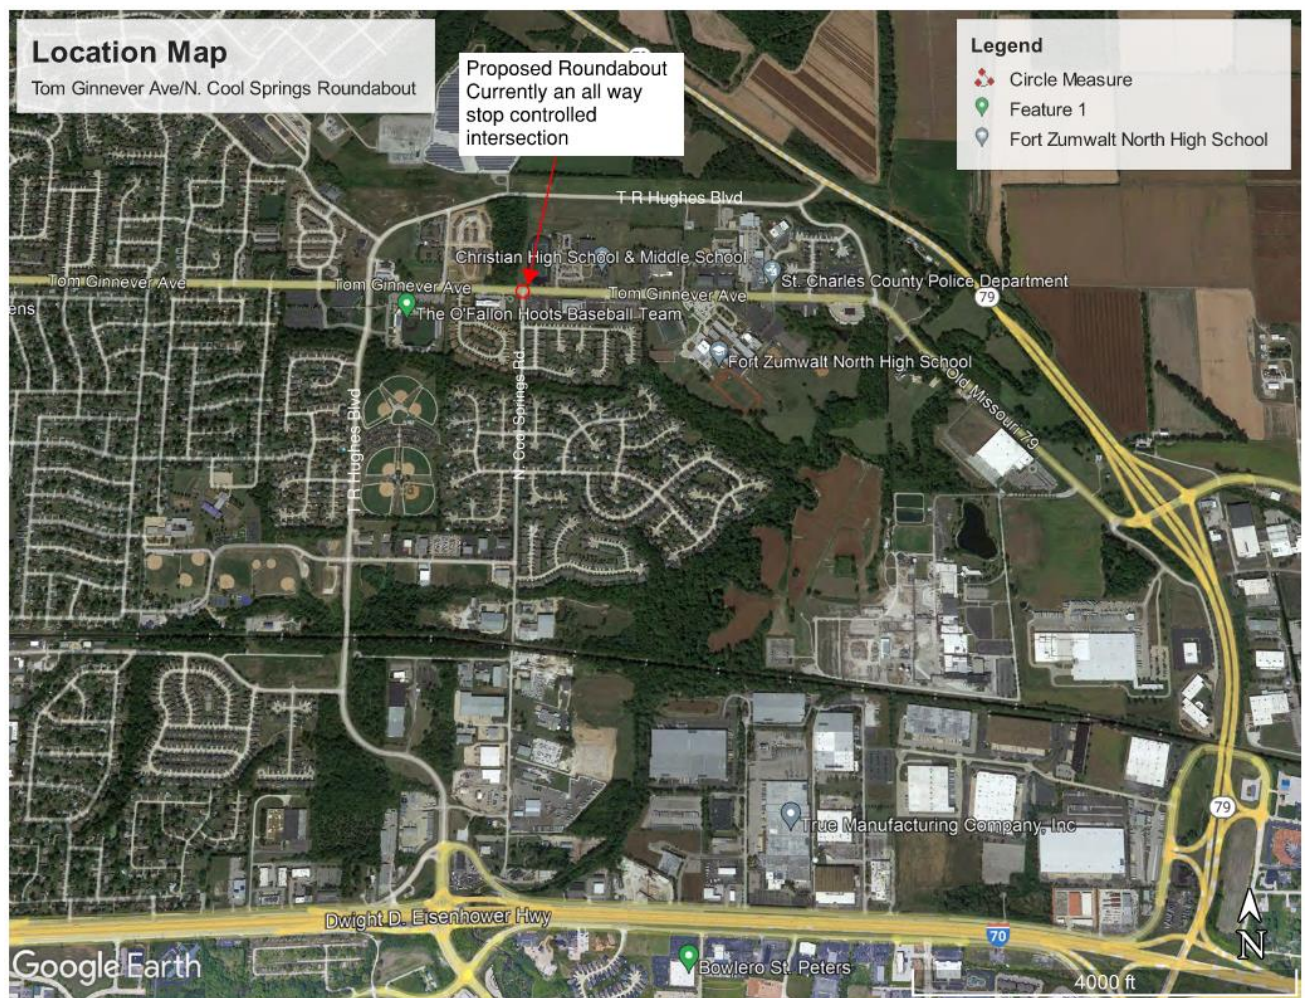 Location Map
Tom Ginnever Ave/N. Cool Springs Roundabout
Proposed Roundabout
Currently an all way
stop controlled
intersection
Legend
Circle Measure
Feature 1
Fort Zumwalt North High School
T R Hughes Blvd
Christian High School & Middle School
Tom Ginnever Ave
Tom Ginnever Ave
Tom Ginnever Ave
St. Charles County Police Department
79
ens
The O'Fallon Hoots Baseball Team
Fort Zumwalt North High School
Old Missouri 79
T R Hughes Blvd
N. Cool Springs Rd
True Manufacturing Company, Inc
79
Dwight D. Eisenhower Hwy
70
N
Google Earth
Bowlero St. Peters
4000 ft